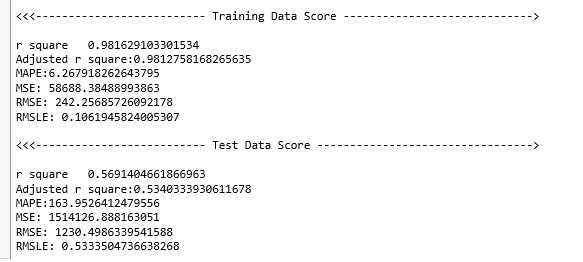 <<<-------------------------- Training Data Score ----------------------------->
r square   0.981629103301534
Adjusted r square:0.9812758168265635
MAPE:6.267918262643795
MSE: 58688.38488993863
RMSE: 242.25685726092178
RMSLE: 0.1061945824005307
<<<-------------------------- Test Data Score --------------------------------->
r square   0.5691404661866963
Adjusted r square:0.5340333930611678
MAPE:163.9526412479556
MSE: 1514126.888163051
RMSE: 1230.4986339541588
RMSLE: 0.5333504736638268